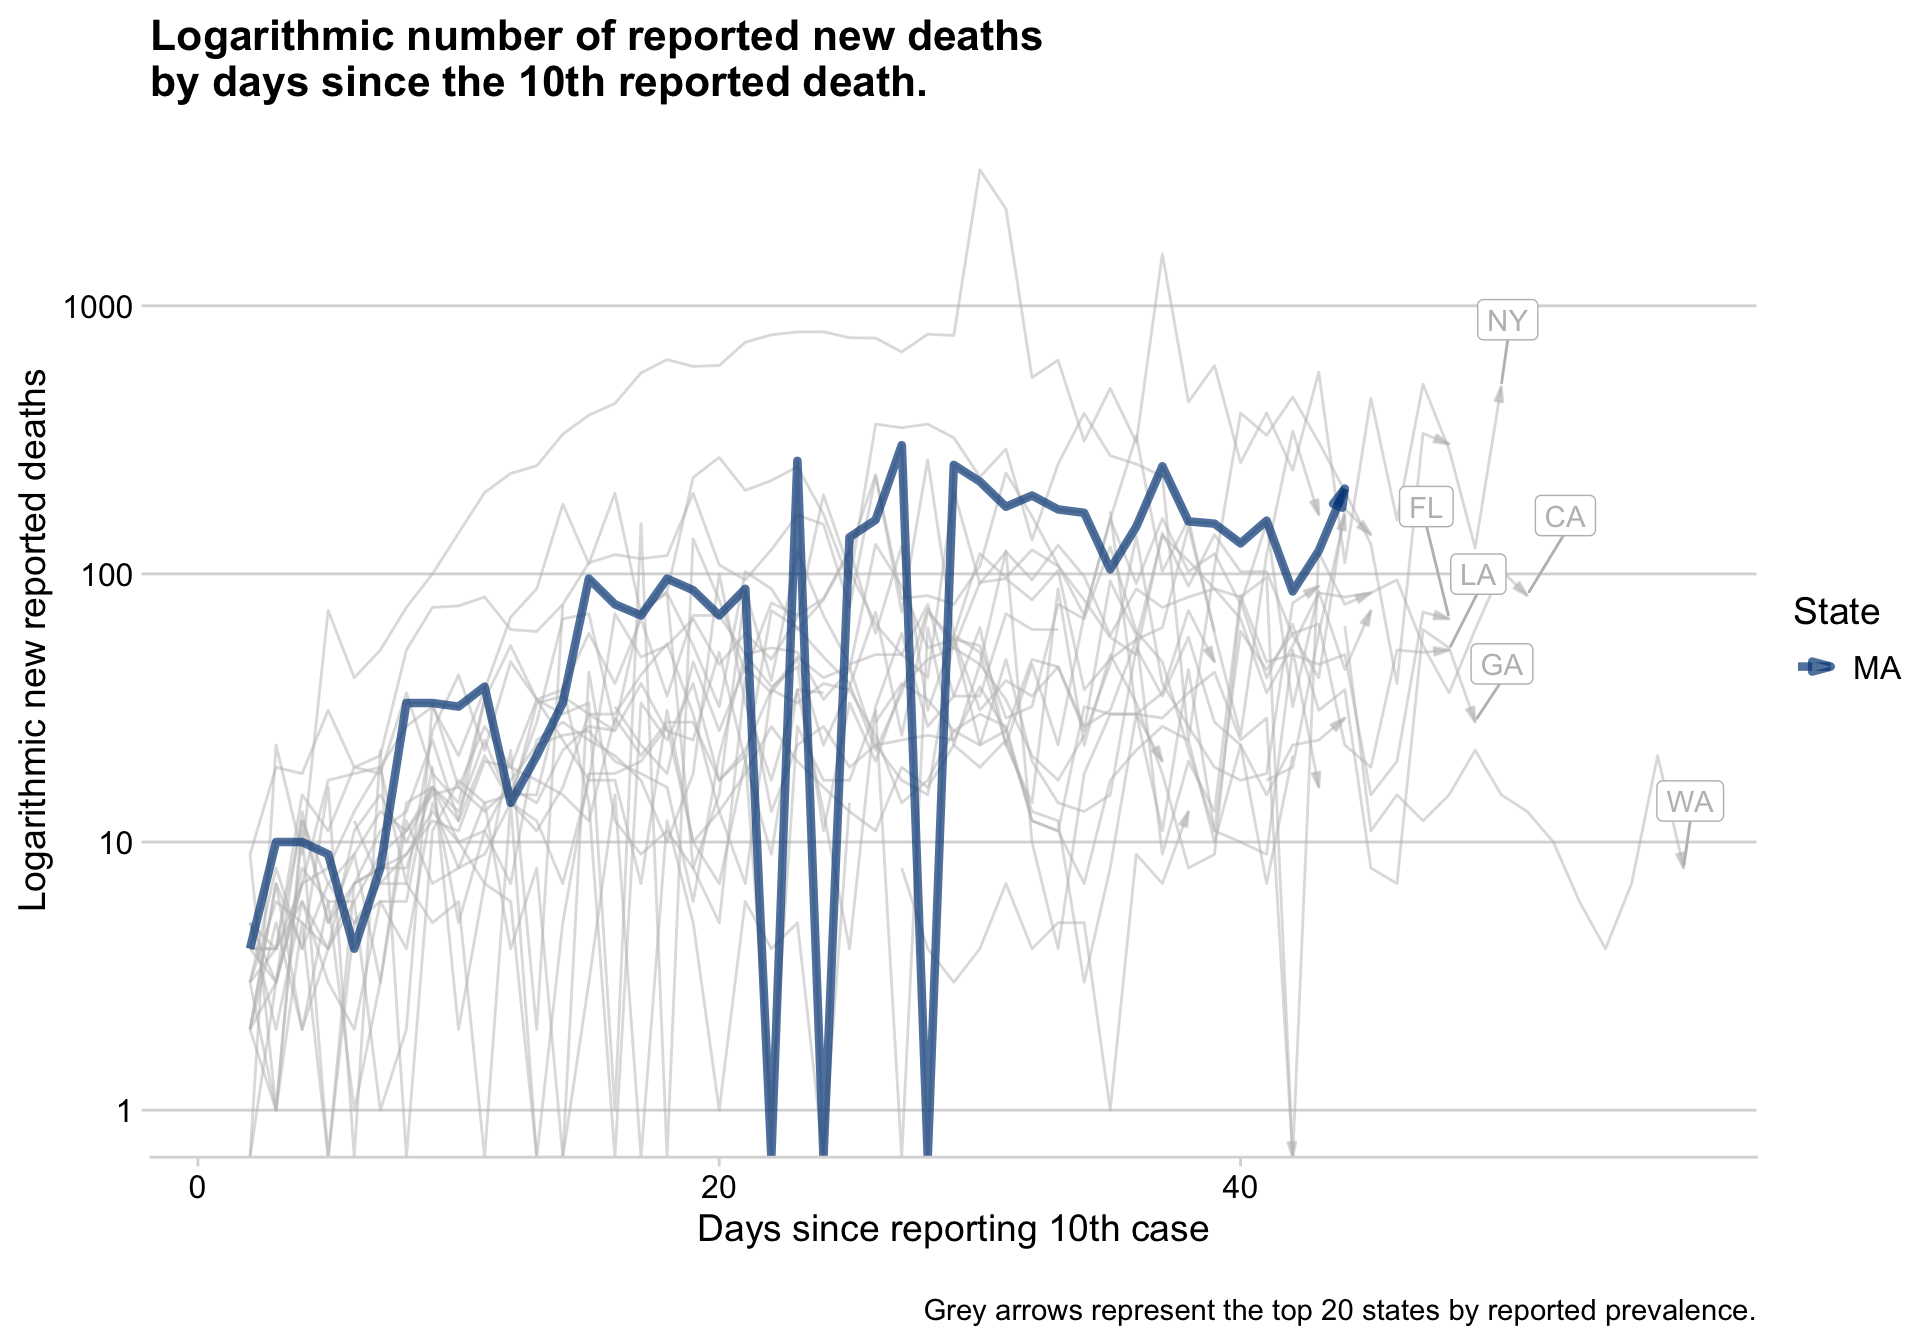 Logarithmic number of reported new deaths
by days since the 10th reported death.
Logarithmic new reported deaths
1000
100
10
1
NY
FL
CA
LA
GA
WA
State
MA
0
20
40
Days since reporting 10th case
Grey arrows represent the top 20 states by reported prevalence.